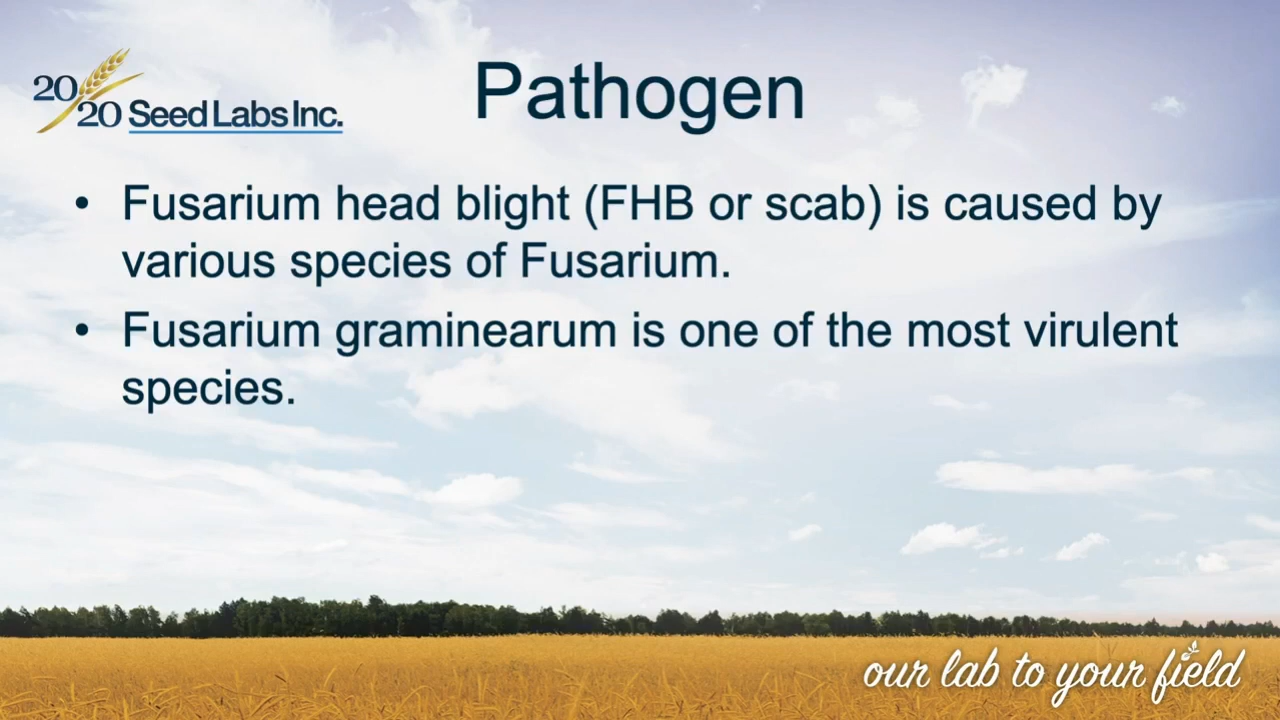 20/20 Seed Labs Inc.
Pathogen
• Fusarium head blight (FHB or scab) is caused by
various species of Fusarium.
• Fusarium graminearum is one of the most virulent
species.
our lab to your field